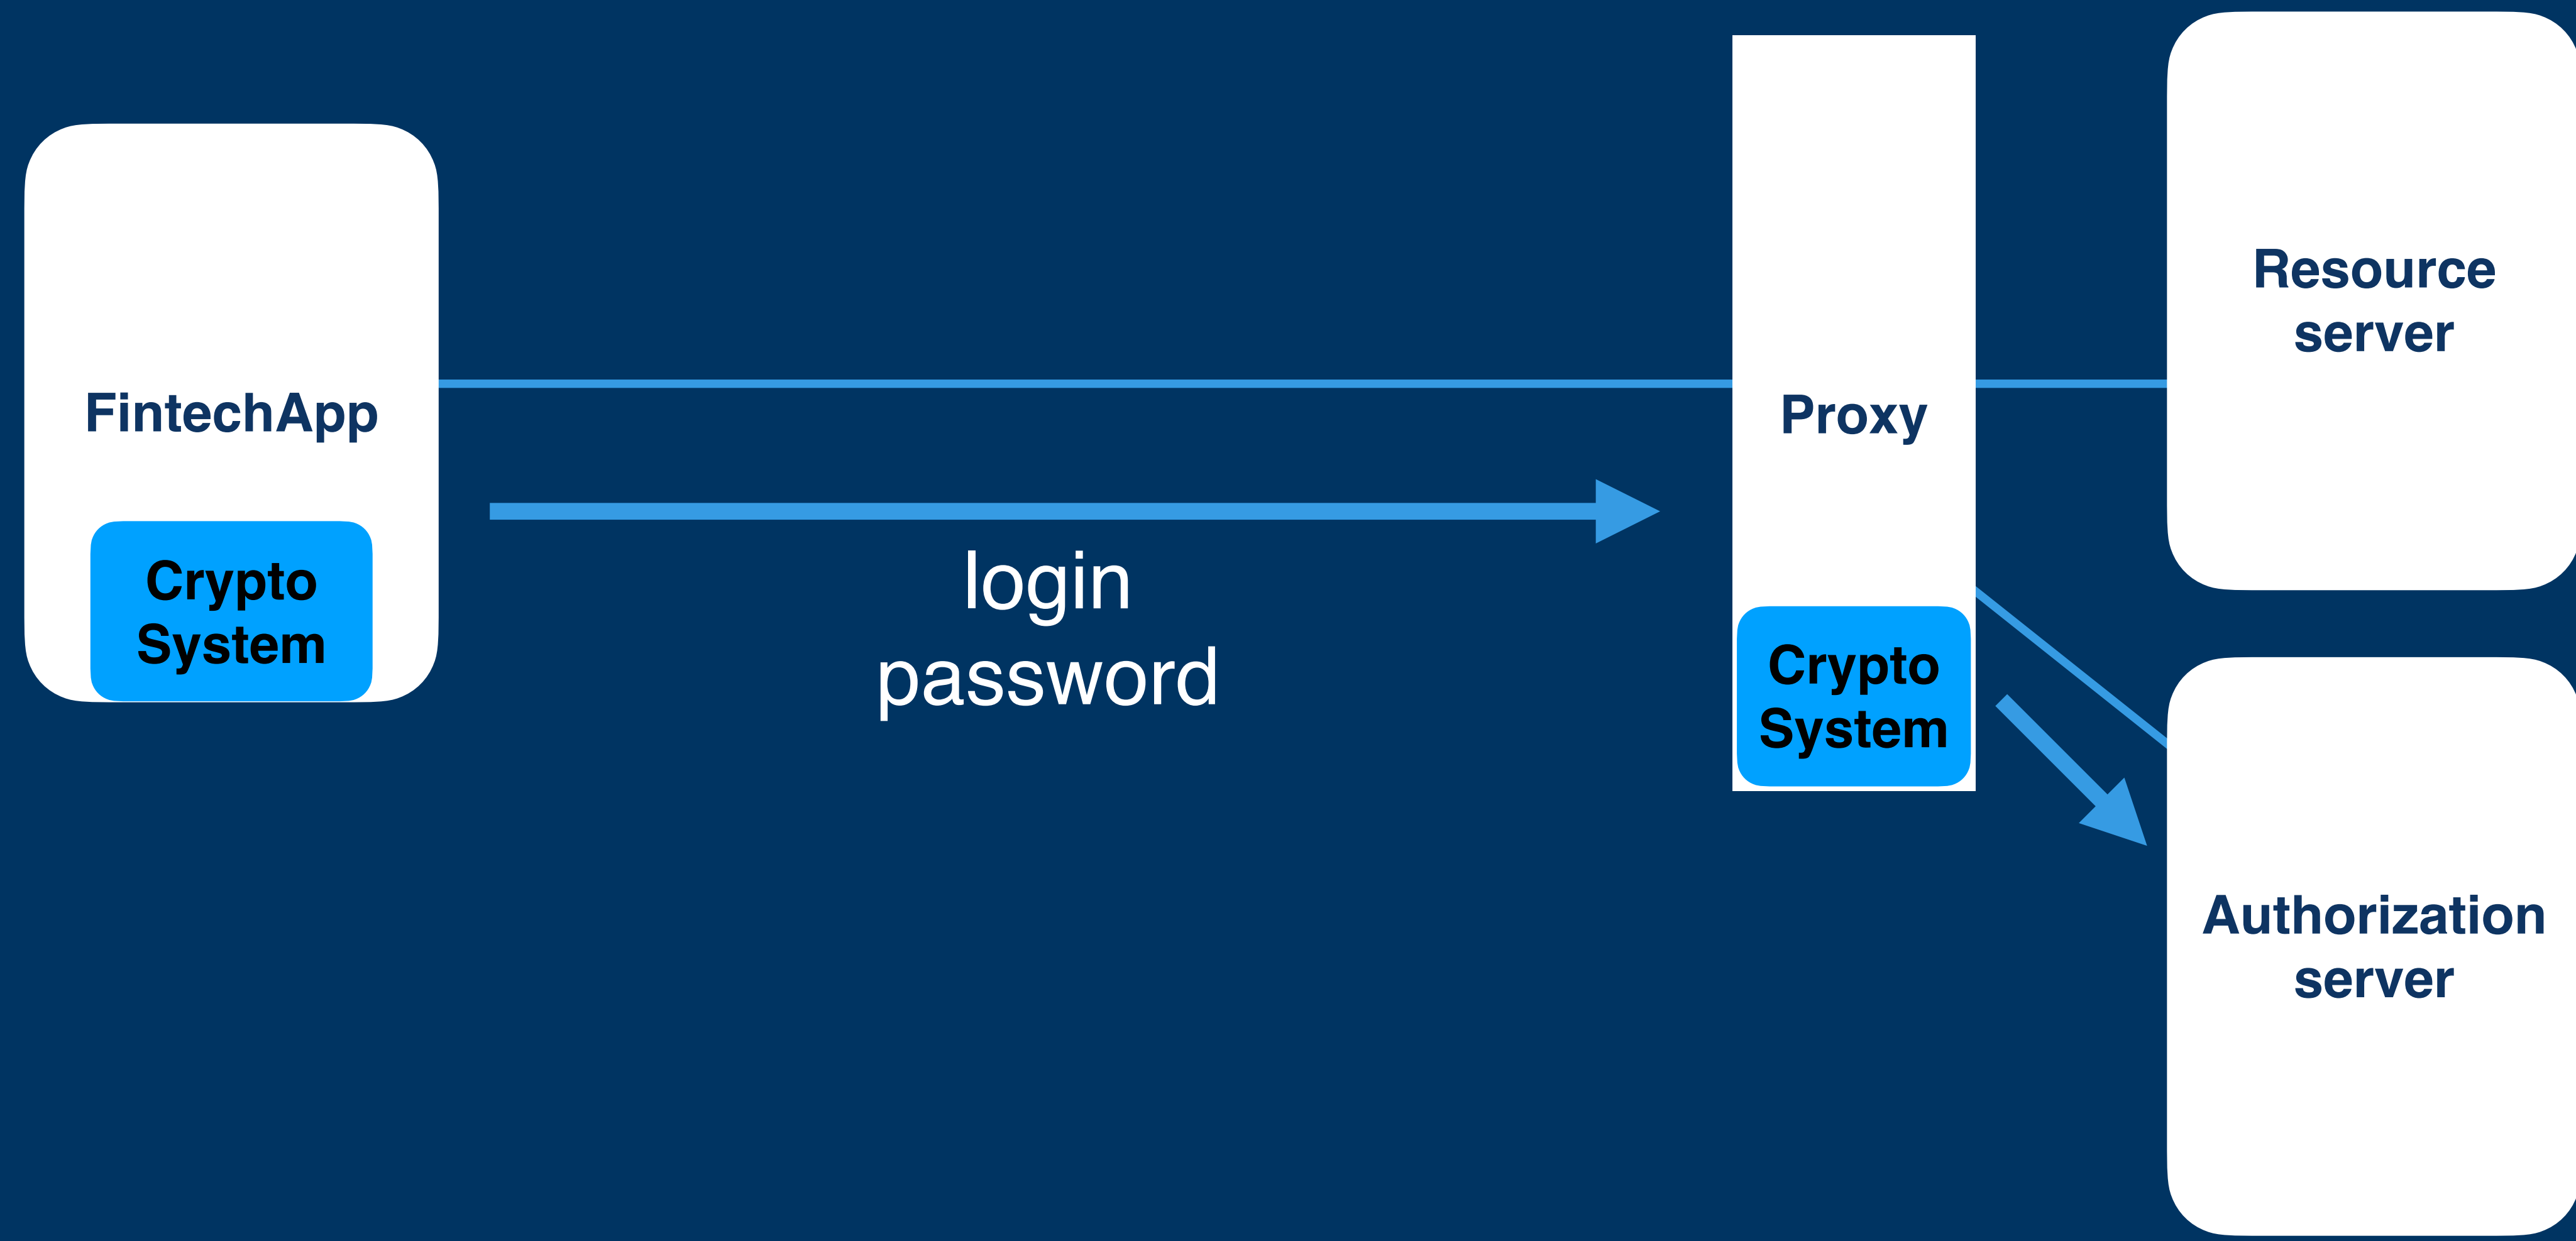 FintechApp
Crypto
System
login
password
Proxy
Crypto
System
Resource
server
Authorization
server